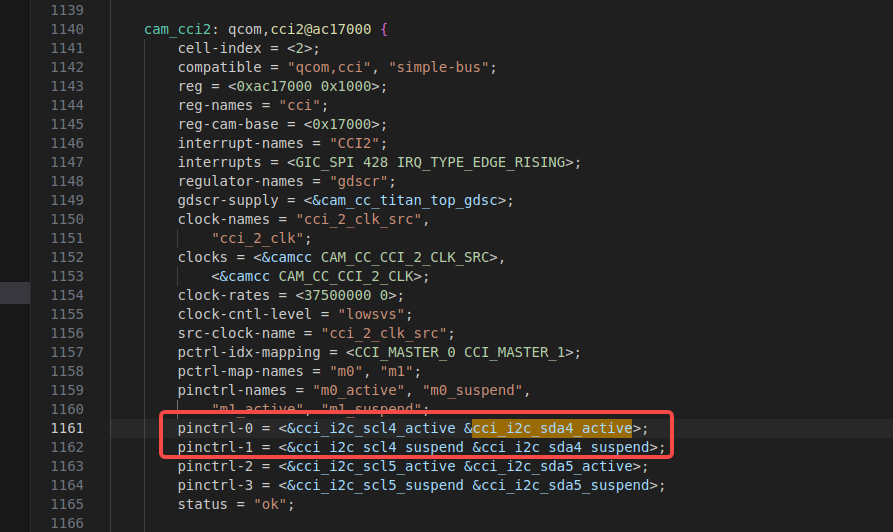 1139
1140 cam_cci2: qcom,cci2@ac17000 {
1141 cell-index = <2>;
1142 compatible = "qcom,cci", "simple-bus";
1143 reg = <0xac17000 0x1000>;
1144 reg-names = "cci";
1145 reg-cam-base = <0x17000>;
1146 interrupt-names = "CCI2";
1147 interrupts = <GIC_SPI 428 IRQ_TYPE_EDGE_RISING>;
1148 regulator-names = "gdscr";
1149 gdscr-supply = <&cam_cc_titan_top_gdsc>;
1150 clock-names = "cci_2_clk_src",
1151 "cci_2_clk";
1152 clocks = <&camcc CAM_CC_CCI_2_CLK_SRC>,
1153 <&camcc CAM_CC_CCI_2_CLK>;
1154 clock-rates = <37500000 0>;
1155 clock-cntl-level = "lowsvs";
1156 src-clock-name = "cci_2_clk_src";
1157 pctrl-idx-mapping = <CCI_MASTER_0 CCI_MASTER_1>;
1158 pctrl-map-names = "m0", "m1";
1159 pinctrl-names = "m0_active", "m0_suspend",
1160 "m1_active", "m1_suspend";
1161 pinctrl-0 = <&cci_i2c_scl4_active &cci_i2c_sda4_active>;
1162 pinctrl-1 = <&cci_i2c_scl4_suspend &cci_i2c_sda4_suspend>;
1163 pinctrl-2 = <&cci_i2c_scl5_active &cci_i2c_sda5_active>;
1164 pinctrl-3 = <&cci_i2c_scl5_suspend &cci_i2c_sda5_suspend>;
1165 status = "ok";
1166